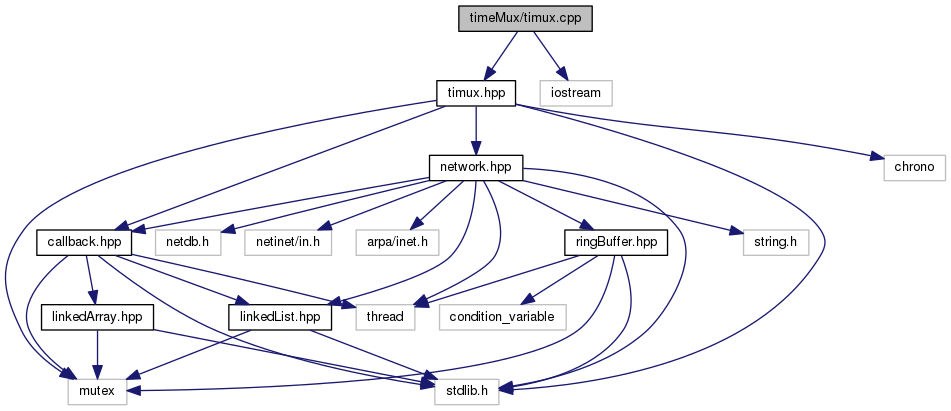 timeMux/timux.cpp
timux.hpp
iostream
network.hpp
chrono
callback.hpp
netdb.h
netinet/in.h
arpa/inet.h
ringBuffer.hpp
string.h
linkedArray.hpp
linkedList.hpp
thread
condition_variable
mutex
stdlib.h